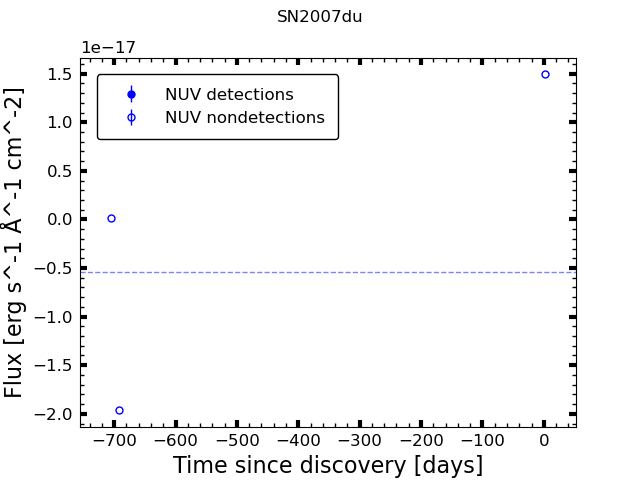 SN2007du
1e−17
1.5
1.0
0.5
0.0
−0.5
−1.0
−1.5
−2.0
Flux [erg s^-1 Å^-1 cm^-2]
NUV detections
NUV nondetections
−700 −600 −500 −400 −300 −200 −100 0
Time since discovery [days]